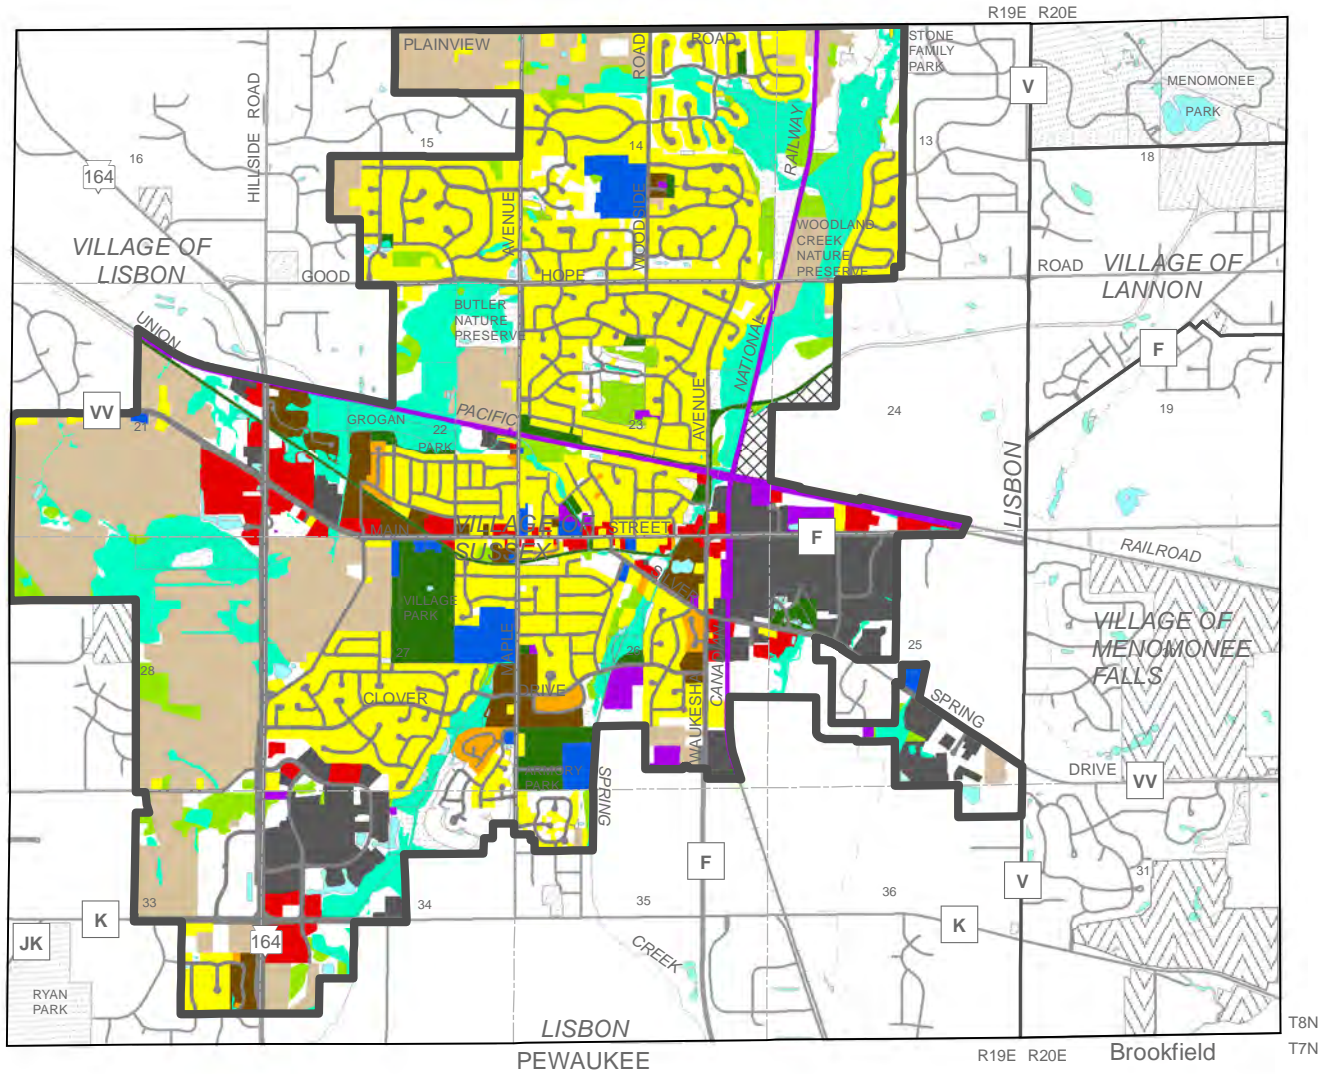 R19E R20E
PLAINVIEW
ROAD
ROAD
STONE
FAMILY
PARK
V
MENOMONEE
PARK
HILLSIDE ROAD
16
15
14
13
18
164
RAILWAY
AVENUE
WOODSIDE
WOODLAND
CREEK
NATURE
PRESERVE
VILLAGE OF
LISBON
GOOD
HOPE
ROAD
VILLAGE OF
LANNON
BUTLER
NATURE
PRESERVE
UNION
NATIONAL
F
VV
21
GROGAN
22
PARK
PACIFIC
23
AVENUE
24
19
LISBON
MAIN
VILLAGE OF
SUSSEX
STREET
F
RAILROAD
SILVER
VILLAGE
PARK
VILLAGE OF
MENOMONEE
FALLS
30
28
27
MAPLE
26
25
CLOVER
DRIVE
WAUKESHA
CANADIAN
SPRING
ARMORY
PARK
SPRING
DRIVE
VV
F
V
31
33
34
35
36
K
K
JK
164
CREEK
RYAN
PARK
LISBON
PEWAUKEE
R19E R20E
Brookfield
T8N
T7N